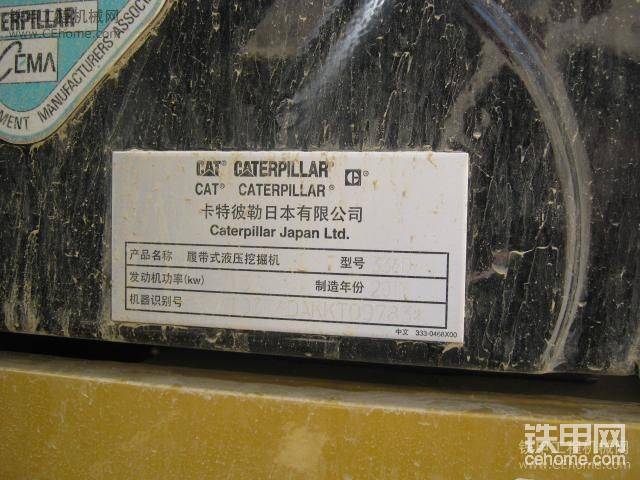 CATERPILLAR
CEMA
MENT MANUFACTURERS ASSOC
CAT® CATERPILLAR® C®
CAT® CATERPILLAR®
卡特彼勒日本有限公司
Caterpillar Japan Ltd.
产品名称 履带式液压挖掘机 型号
发动机功率(kw) 制造年份
机器识别号
中文 333-0468X00
铁甲网
cehome.com